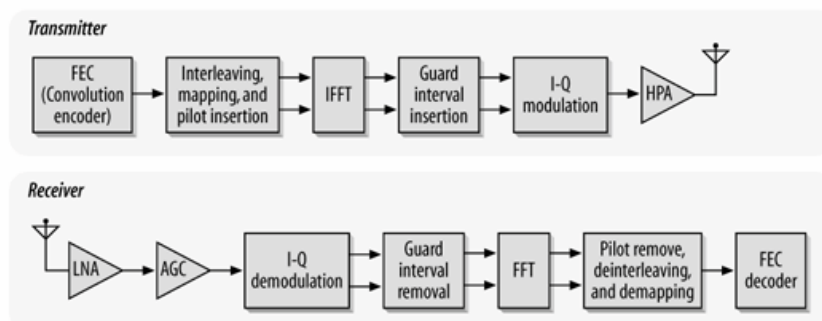 Transmitter
FEC
(Convolution
encoder)
Interleaving,
mapping, and
pilot insertion
IFFT
Guard
interval
insertion
I-Q
modulation
HPA
Receiver
LNA
AGC
I-Q
demodulation
Guard
interval
removal
FFT
Pilot remove,
deinterleaving,
and demapping
FEC
decoder